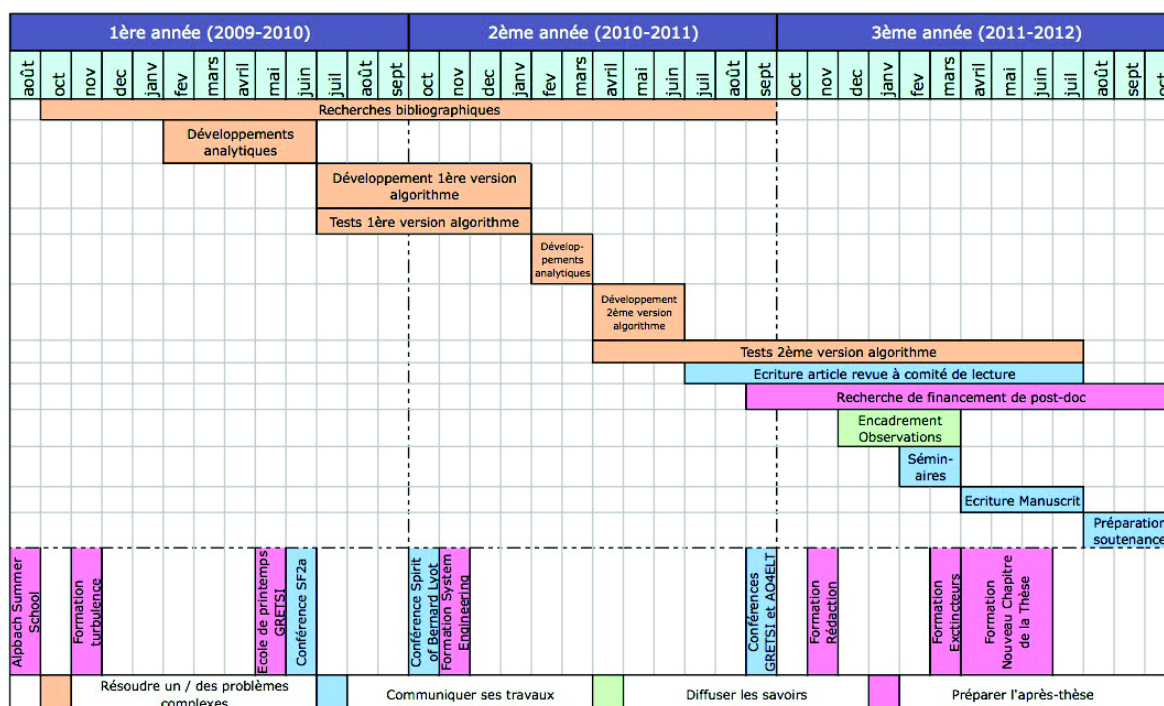 1ère année (2009-2010)
2ème année (2010-2011)
3ème année (2011-2012)
août
oct
nov
dec
janv
fev
mars
avril
mai
juin
juil
août
sept
oct
nov
dec
janv
fev
mars
avril
mai
juin
juil
août
sept
oct
nov
dec
janv
fev
mars
avril
mai
juin
juil
août
sept
oct
Recherches bibliographiques
Développements
analytiques
Développement 1ère version
algorithme
Tests 1ère version algorithme
Dévelop-
pements
analytiques
Développement
2ème version
algorithme
Tests 2ème version algorithme
Ecriture article revue à comité de lecture
Recherche de financement de post-doc
Encadrement
Observations
Sémin-
aires
Ecriture Manuscrit
Préparation
soutenance
Alpbach Summer
School
Formation
turbulence
Ecole de printemps
GRETSI
Conférence SF2a
Conférence Spirit
of Bernard Lyot
Formation System
Engineering
Conférences
GRETSI et AO4ELT
Formation
Rédaction
Formation
Exctincteurs
Formation
Nouveau Chapitre
de la Thèse
Résoudre un / des problèmes
complexes
Communiquer ses travaux
Diffuser les savoirs
Préparer l'après-thèse